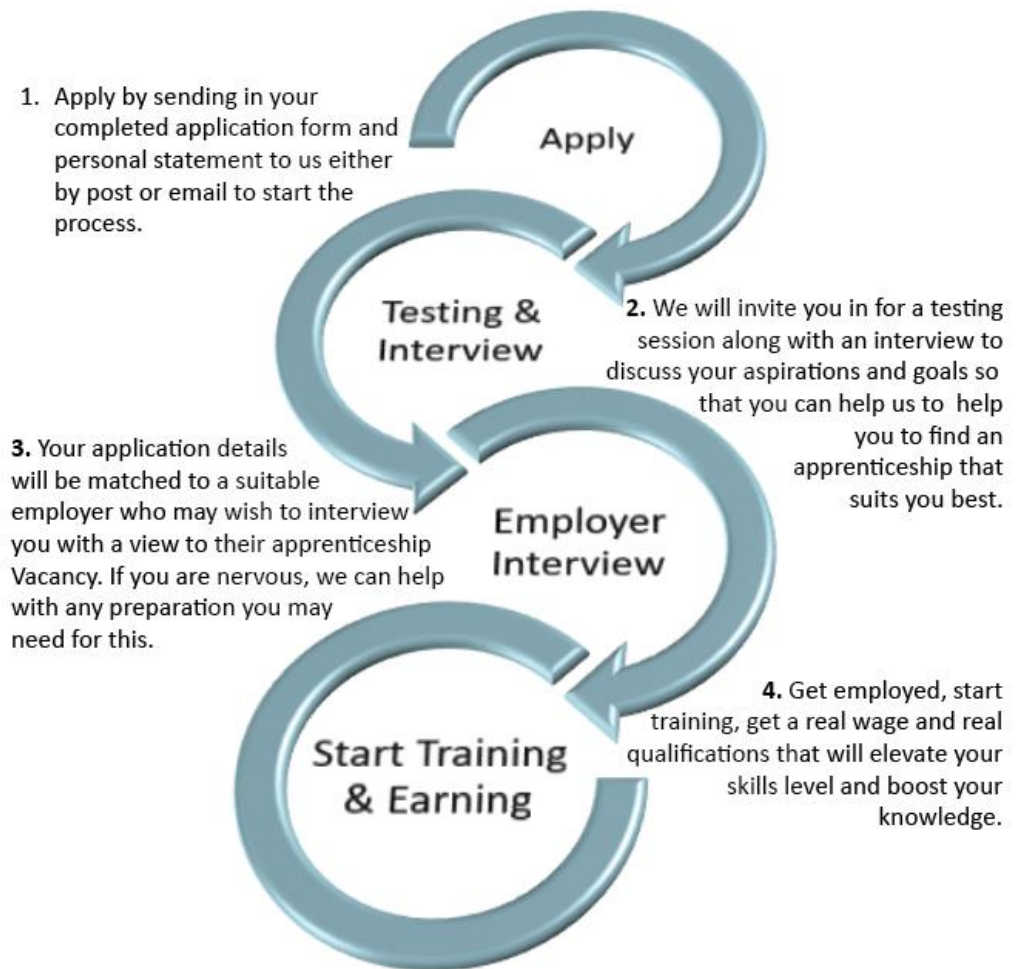 Apply
1. Apply by sending in your
completed application form and
personal statement to us either
by post or email to start the
process.
Testing &
Interview
2. We will invite you in for a testing
session along with an interview to
discuss your aspirations and goals so
that you can help us to help
you to find an
apprenticeship that
suits you best.
Employer
Interview
3. Your application details
will be matched to a suitable
employer who may wish to interview
you with a view to their apprenticeship
Vacancy. If you are nervous, we can help
with any preparation you may
need for this.
Start Training
& Earning
4. Get employed, start
training, get a real wage and real
qualifications that will elevate your
skills level and boost your
knowledge.